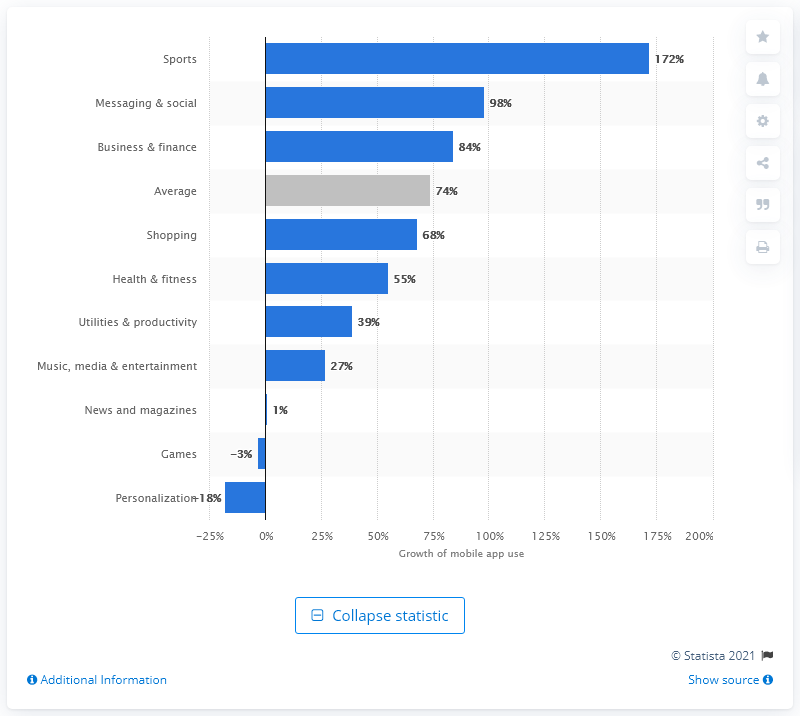 Sports 172%
Messaging & social 98%
Business & finance 84%
Average 74%
Shopping 68%
Health & fitness 55%
Utilities & productivity 39%
Music, media & entertainment 27%
News and magazines 1%
Games −3%
Personalization −18%
−25% 0% 25% 50% 75% 100% 125% 150% 175% 200%
Growth of mobile app use
Collapse statistic
© Statista 2021
Additional Information Show source